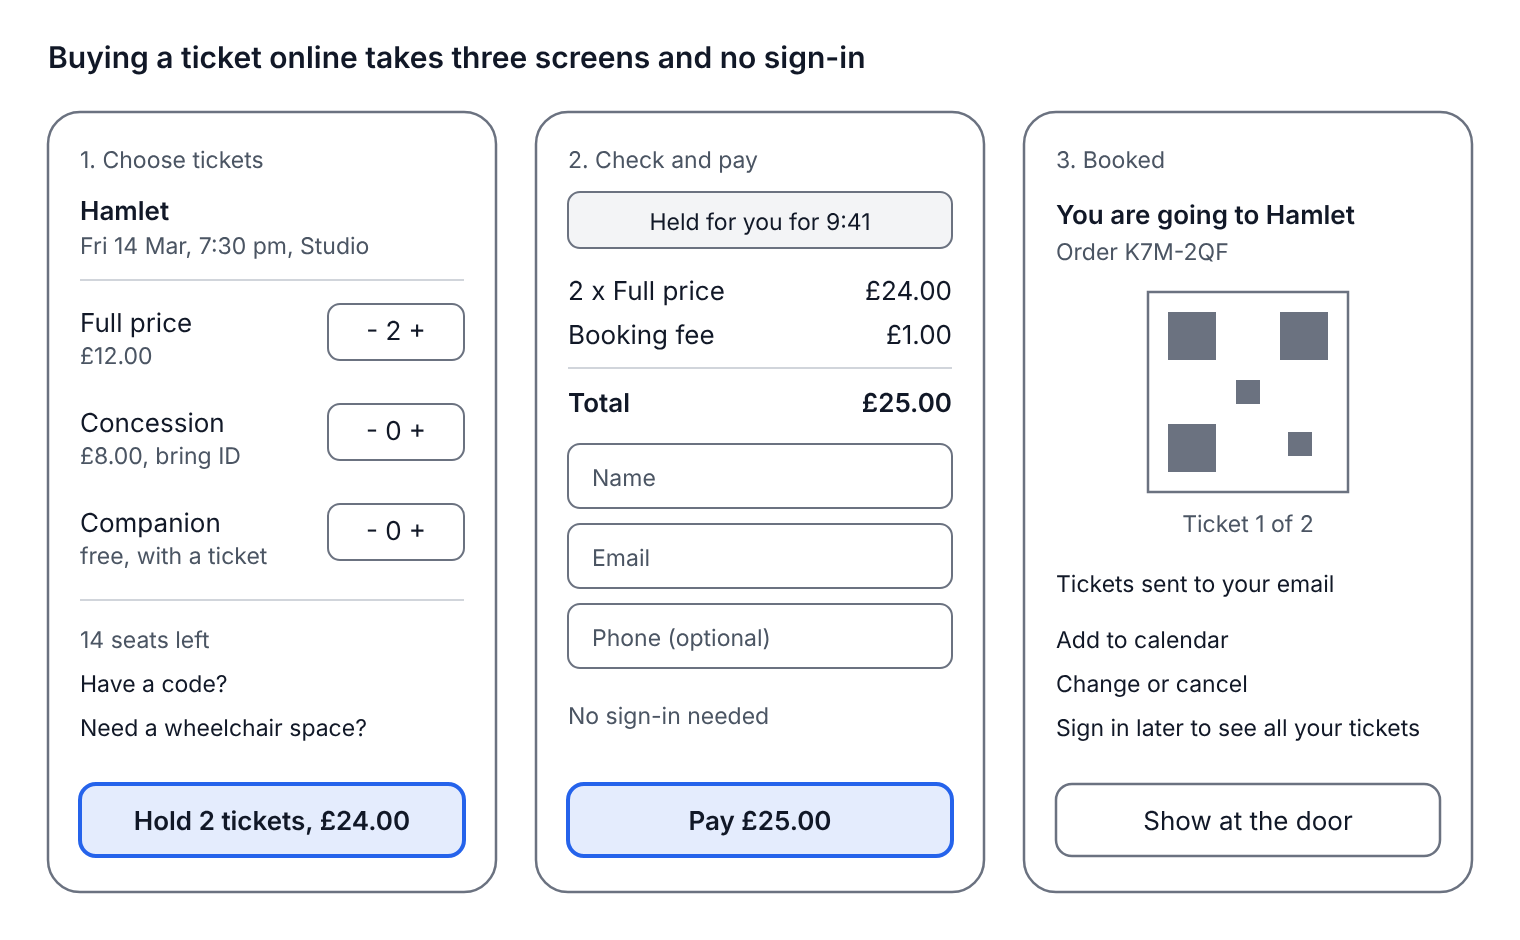 Buying a ticket online takes three screens and no sign-in
1. Choose tickets
Hamlet
Fri 14 Mar, 7:30 pm, Studio
Full price
- 2 +
£12.00
Concession
- 0 +
£8.00, bring ID
Companion
- 0 +
free, with a ticket
14 seats left
Have a code?
Need a wheelchair space?
Hold 2 tickets, £24.00
2. Check and pay
Held for you for 9:41
2 x Full price £24.00
Booking fee £1.00
Total £25.00
Name
Email
Phone (optional)
No sign-in needed
Pay £25.00
3. Booked
You are going to Hamlet
Order K7M-2QF
Ticket 1 of 2
Tickets sent to your email
Add to calendar
Change or cancel
Sign in later to see all your tickets
Show at the door